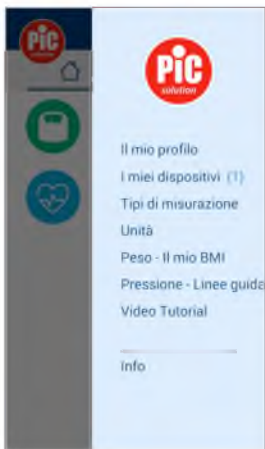 PiC
PiC
solution
Il mio profilo
I miei dispositivi (1)
Tipi di misurazione
Unità
Peso - Il mio BMI
Pressione - Linee guida
Video Tutorial
Info